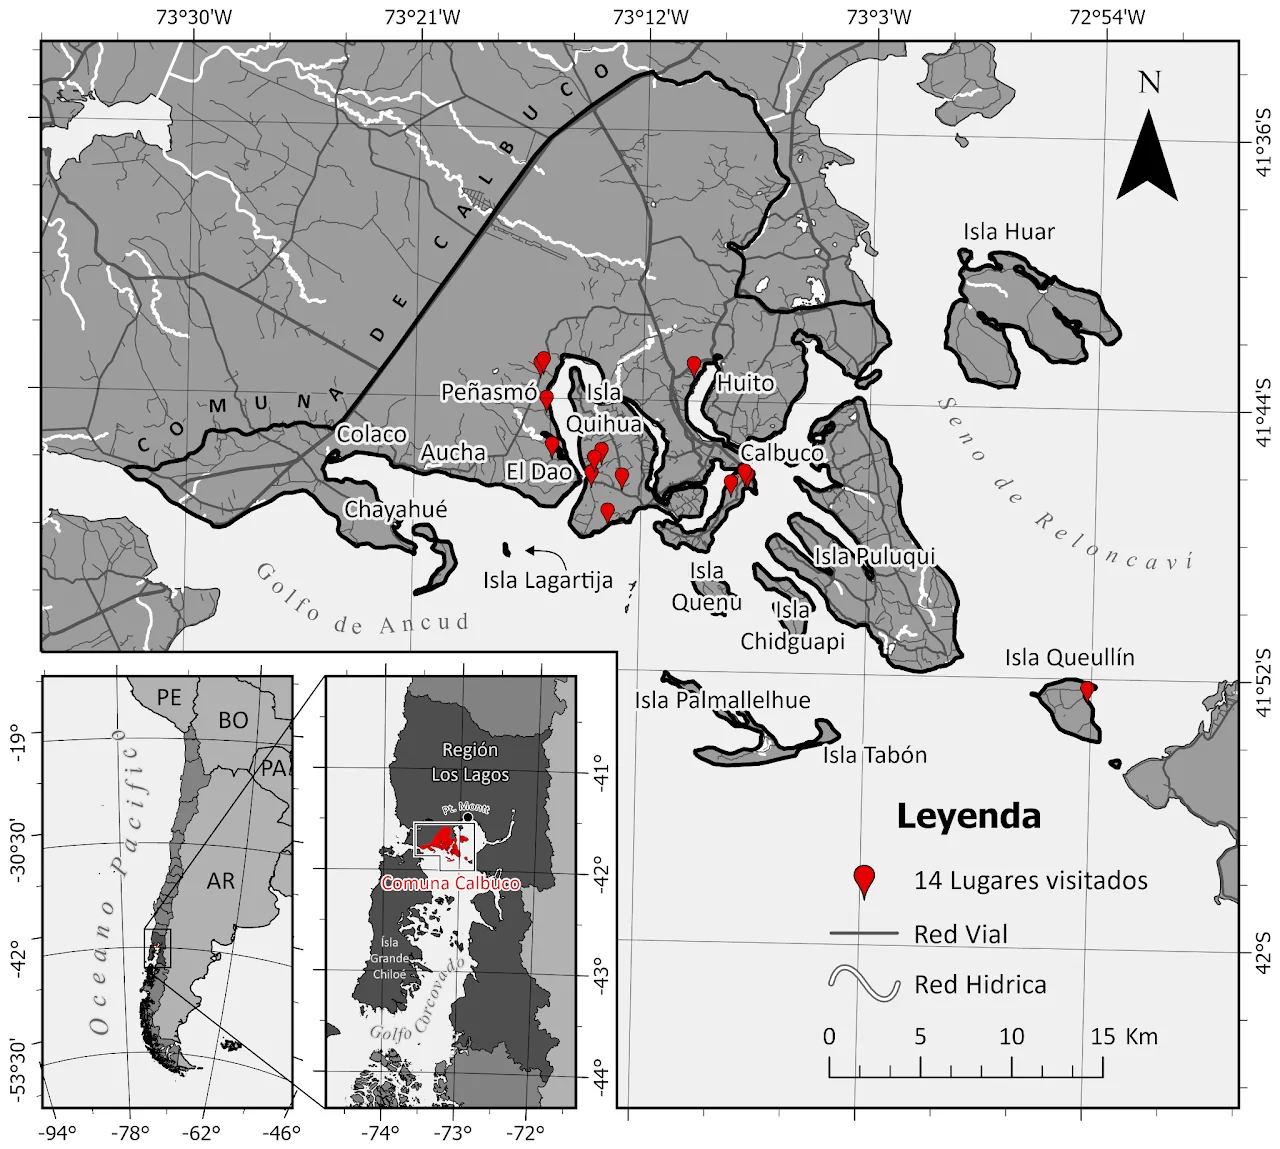 73°30'W
73°21'W
73°12'W
73°3'W
72°54'W
N
41°36'S
41°44'S
41°52'S
42°S
COMUNA DE CALBUCO
Isla Huar
Peñasmó
Isla
Quihua
Huito
Colaco
Aucha
El Dao
Calbuco
Chayahué
Seno de Reloncaví
Isla Lagartija
Isla Puluqui
Isla
Quenu
Isla
Chidguapi
Golfo de Ancud
Isla Queullín
Isla Palmallelhue
Isla Tabón
Leyenda
14 Lugares visitados
Red Vial
Red Hidrica
0 5 10 15 Km
PE
BO
PA
AR
Oceano Pacifico
-19°
-30°30'
-42°
-53°30'
-94°
-78°
-62°
-46°
Región
Los Lagos
Pt. Montt
Comuna Calbuco
Isla
Grande
Chiloé
Golfo Corcovado
-41°
-42°
-43°
-44°
-74°
-73°
-72°